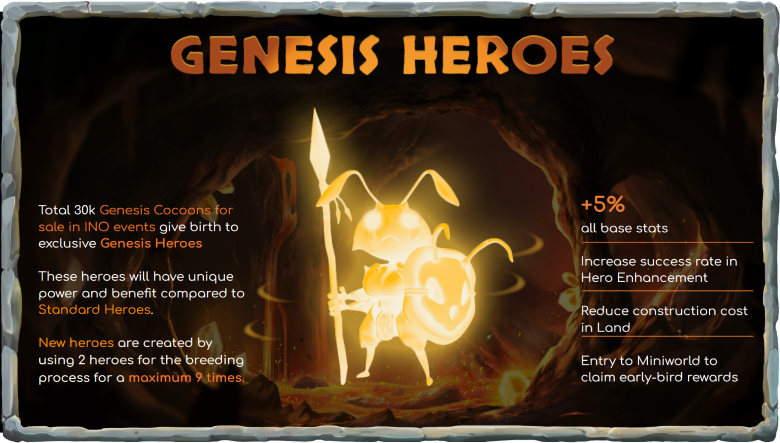 GENESIS HEROES
Total 30k Genesis Cocoons for
sale in INO events give birth to
exclusive Genesis Heroes
These heroes will have unique
power and benefit compared to
Standard Heroes.
New heroes are created by
using 2 heroes for the breeding
process for a maximum 9 times.
+5%
all base stats
Increase success rate in
Hero Enhancement
Reduce construction cost
in Land
Entry to Miniworld to
claim early-bird rewards